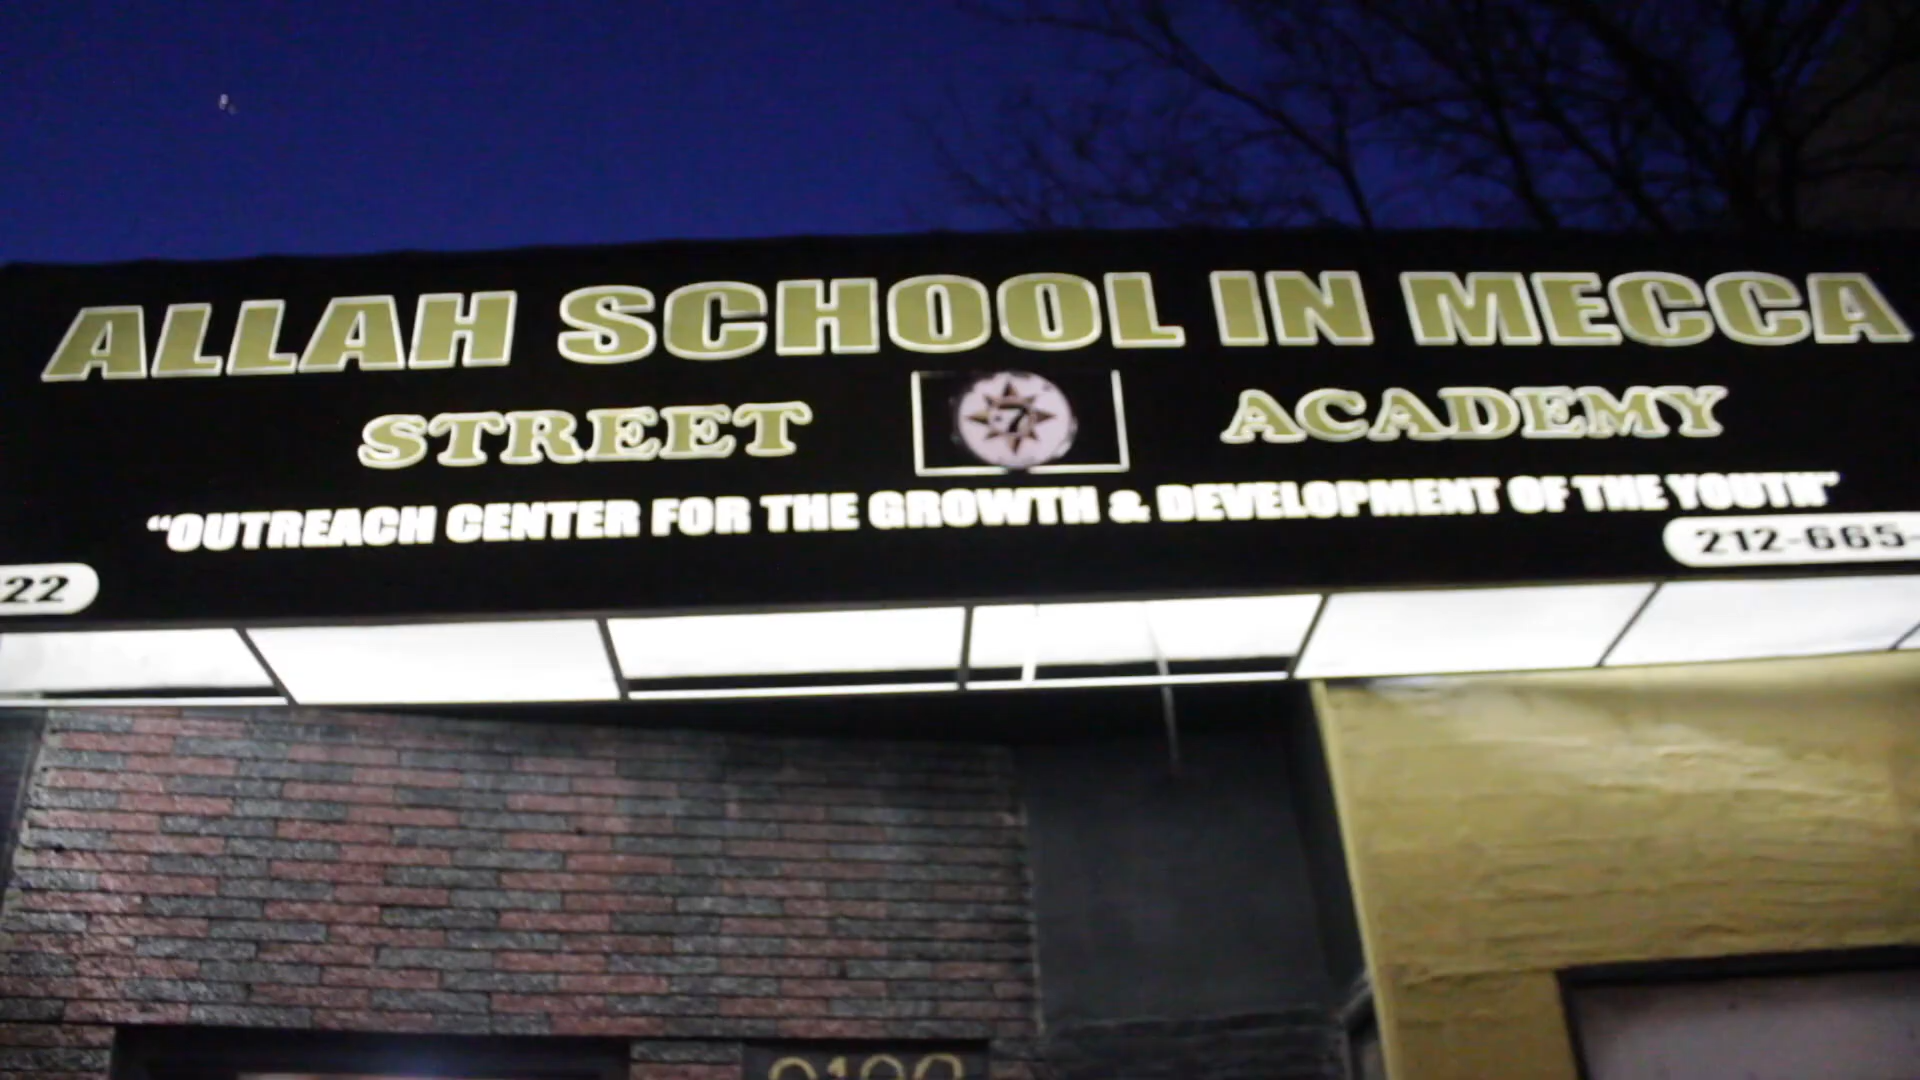 ALLAH SCHOOL IN MECCA
STREET 7 ACADEMY
"OUTREACH CENTER FOR THE GROWTH & DEVELOPMENT OF THE YOUTH"
22
212-665-